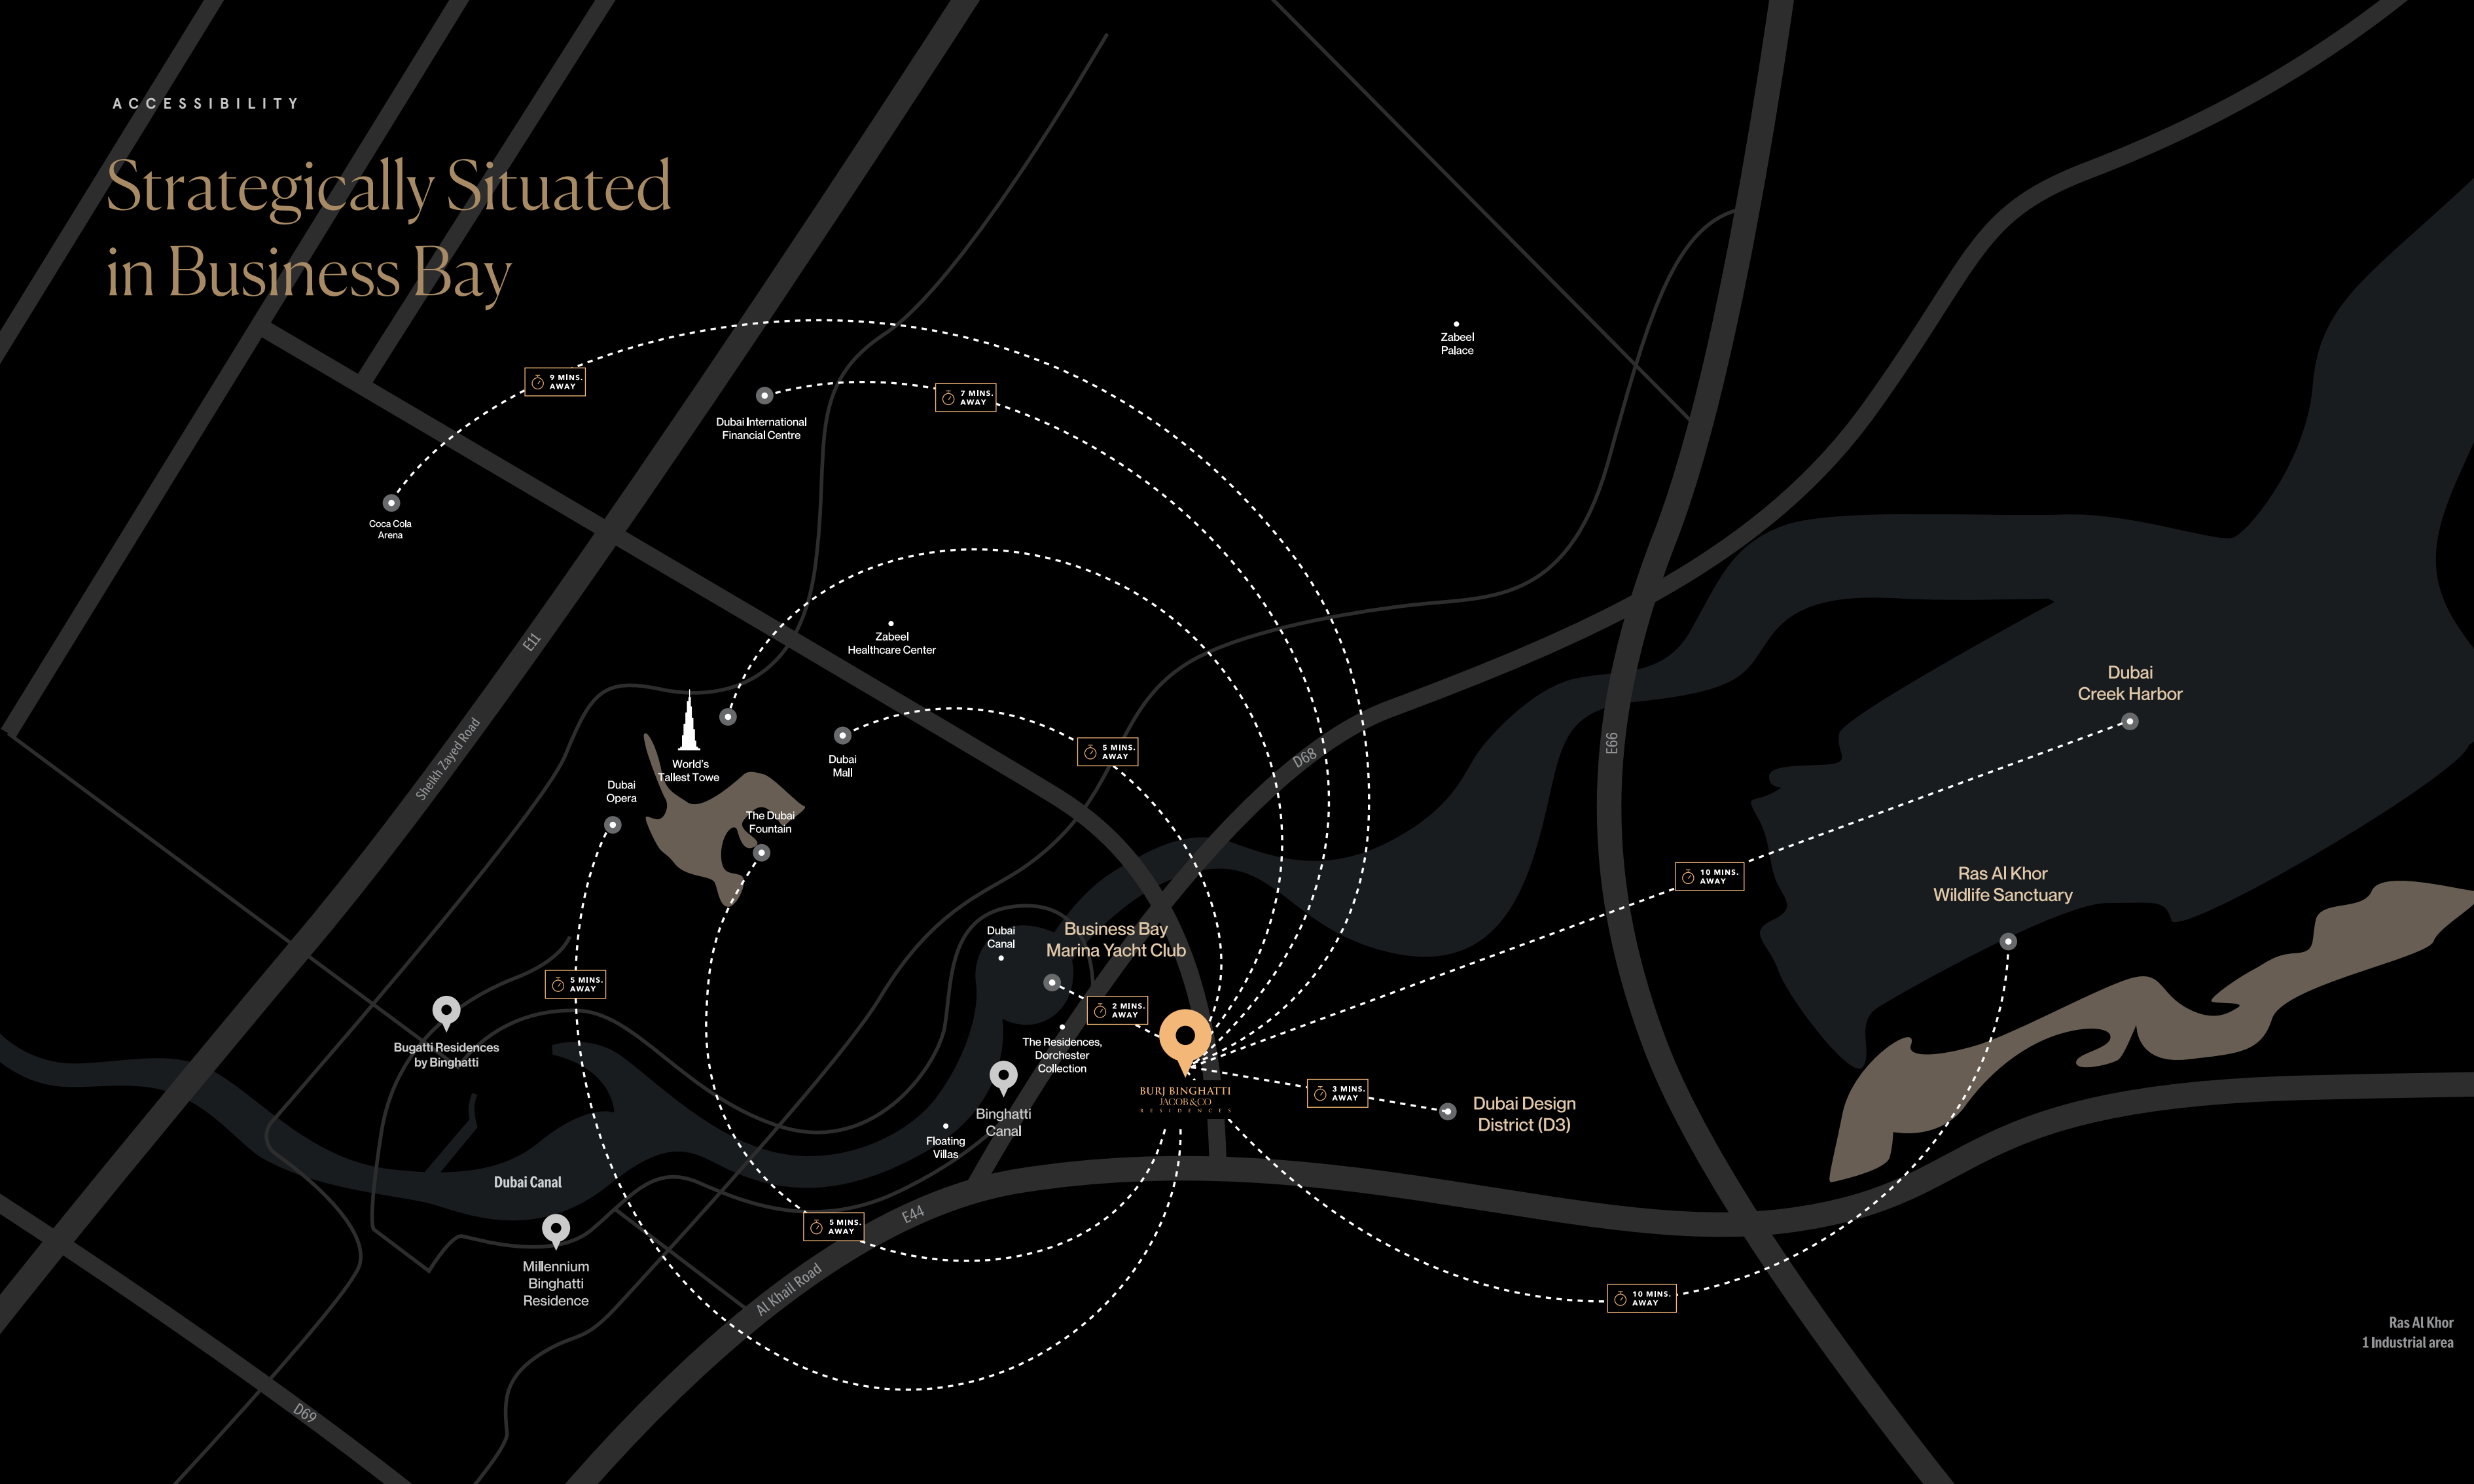 ACCESSIBILITY
Strategically Situated
in Business Bay
Zabeel
Palace
9 MINS.
AWAY
7 MINS.
AWAY
Dubai International
Financial Centre
Coca Cola
Arena
E11
Zabeel
Healthcare Center
Sheikh Zayed Road
World's
Tallest Towe
Dubai
Mall
5 MINS.
AWAY
D68
E66
Dubai
Creek Harbor
Dubai
Opera
The Dubai
Fountain
10 MINS.
AWAY
Ras Al Khor
Wildlife Sanctuary
Dubai
Canal
Business Bay
Marina Yacht Club
5 MINS.
AWAY
2 MINS.
AWAY
Bugatti Residences
by Binghatti
The Residences,
Dorchester
Collection
BURJ BINGHATTI
JACOB&CO
RESIDENCES
3 MINS.
AWAY
Dubai Design
District (D3)
Binghatti
Canal
Floating
Villas
Dubai Canal
5 MINS.
AWAY
E44
Millennium
Binghatti
Residence
Al Khail Road
10 MINS.
AWAY
Ras Al Khor
1 Industrial area
D69